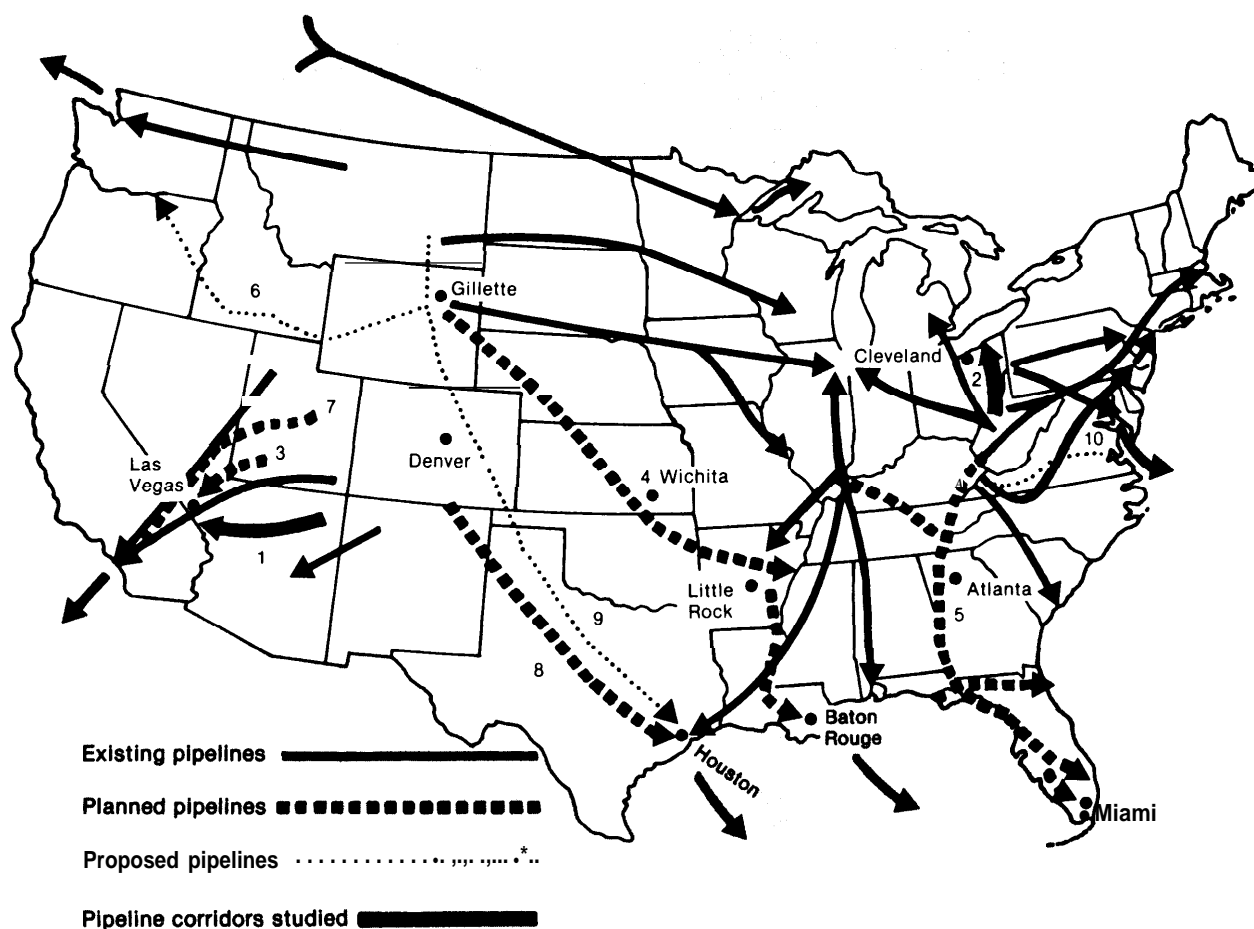 Gillette
6
Cleveland
2
7
Las
Vegas
3
Denver
4 Wichita
10
1
Little
Rock
Atlanta
9
5
8
Baton
Rouge
Houston
Miami
Existing pipelines
Planned pipelines
Proposed pipelines
Pipeline corridors studied